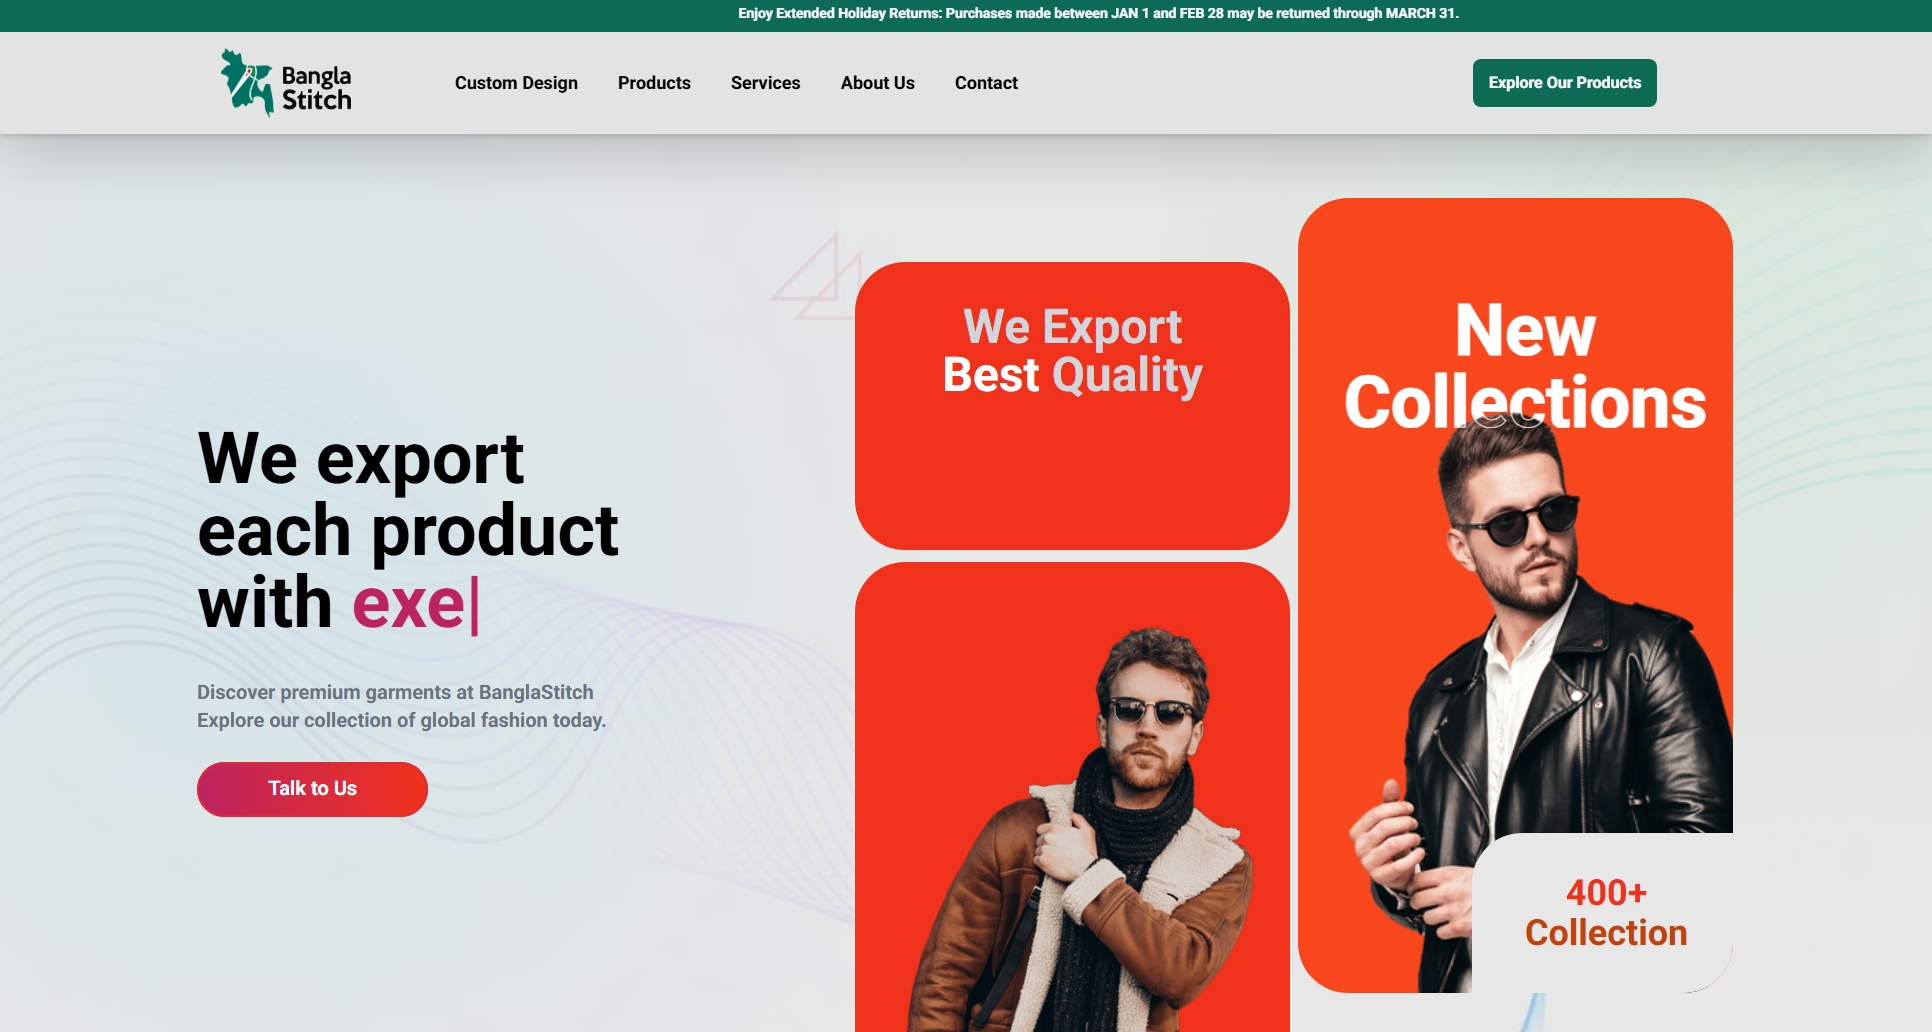 Enjoy Extended Holiday Returns: Purchases made between JAN 1 and FEB 28 may be returned through MARCH 31.
Bangla
Stitch
Custom Design
Products
Services
About Us
Contact
Explore Our Products
We export
each product
with exe|
Discover premium garments at BanglaStitch
Explore our collection of global fashion today.
Talk to Us
We Export
Best Quality
New
Collections
400+
Collection